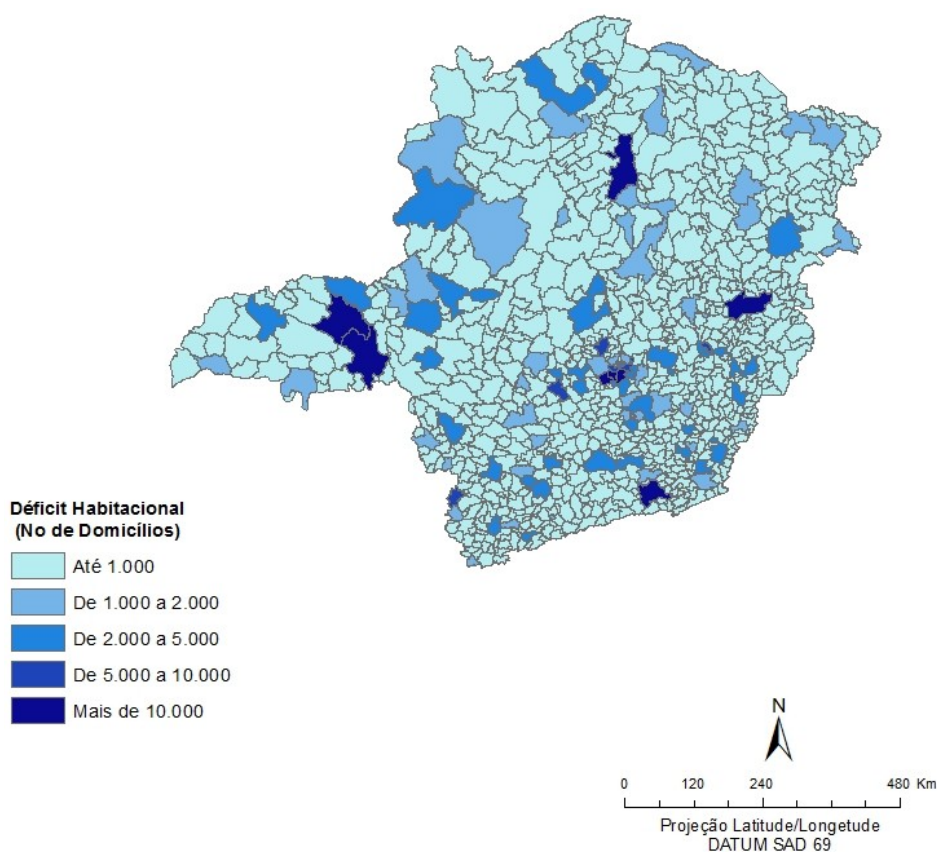 Déficit Habitacional
(No de Domicílios)
Até 1.000
De 1.000 a 2.000
De 2.000 a 5.000
De 5.000 a 10.000
Mais de 10.000
N
0 120 240 480 Km
Projeção Latitude/Longetude
DATUM SAD 69